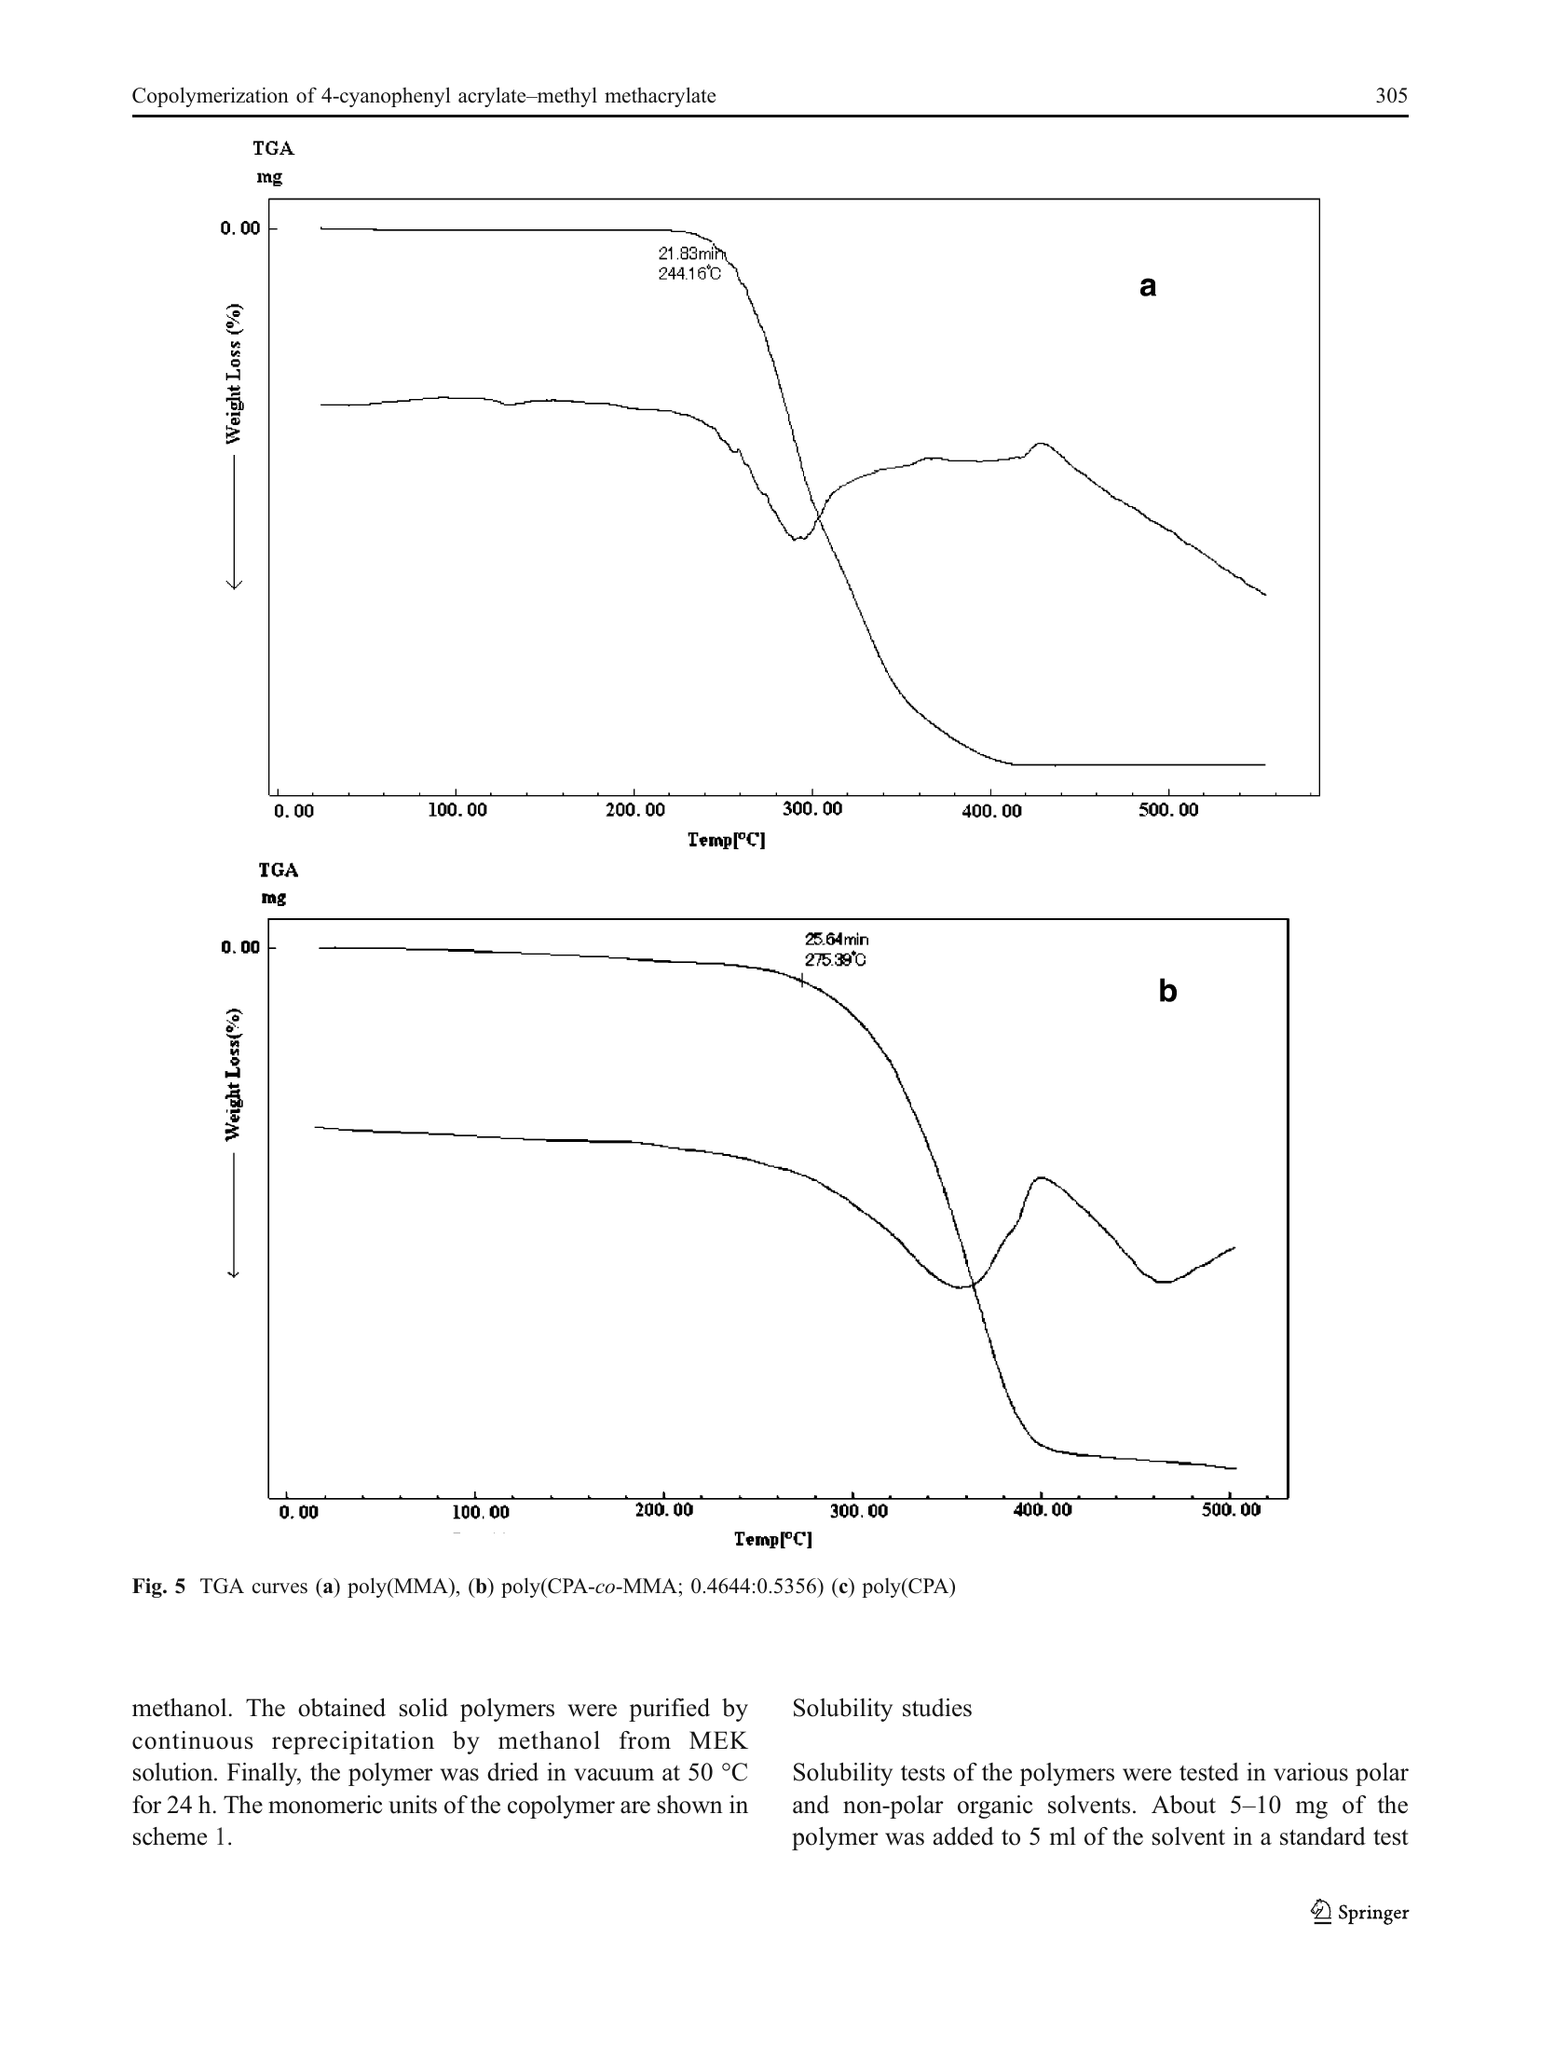 Copolymerization of 4-cyanophenyl acrylate–methyl methacrylate 305
TGA
mg
0.00
21.83min
244.16°C
a
Weight Loss (%)
0.00 100.00 200.00 300.00 400.00 500.00
Temp[°C]
TGA
mg
0.00
25.64min
275.39°C
b
Weight Loss(%)
0.00 100.00 200.00 300.00 400.00 500.00
Temp[°C]
Fig. 5 TGA curves (a) poly(MMA), (b) poly(CPA-co-MMA; 0.4644:0.5356) (c) poly(CPA)
methanol. The obtained solid polymers were purified by
continuous reprecipitation by methanol from MEK
solution. Finally, the polymer was dried in vacuum at 50 °C
for 24 h. The monomeric units of the copolymer are shown in
scheme 1.
Solubility studies
Solubility tests of the polymers were tested in various polar
and non-polar organic solvents. About 5–10 mg of the
polymer was added to 5 ml of the solvent in a standard test
Springer